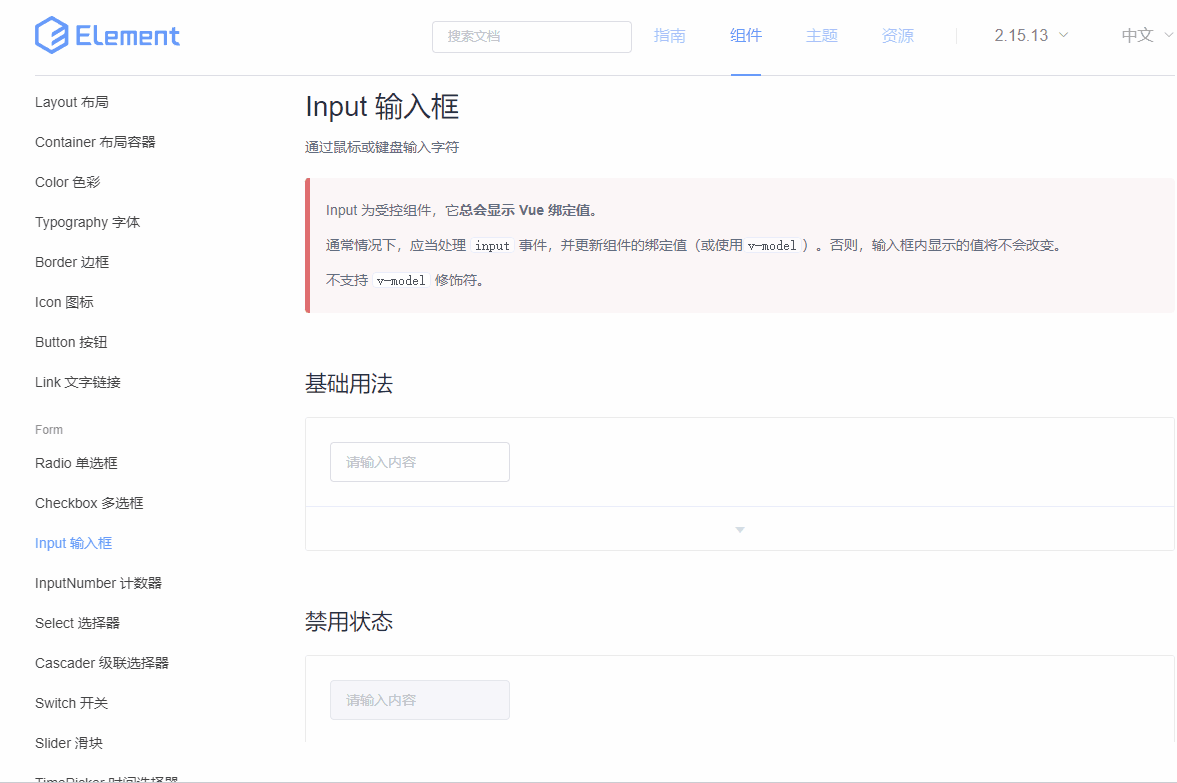 Element
搜索文档
指南
组件
主题
资源
2.15.13
中文
Layout 布局
Container 布局容器
Color 色彩
Typography 字体
Border 边框
Icon 图标
Button 按钮
Link 文字链接
Form
Radio 单选框
Checkbox 多选框
Input 输入框
InputNumber 计数器
Select 选择器
Cascader 级联选择器
Switch 开关
Slider 滑块
TimePicker 时间选择器
Input 输入框
通过鼠标或键盘输入字符
Input 为受控组件，它总会显示 Vue 绑定值。
通常情况下，应当处理 input 事件，并更新组件的绑定值（或使用 v-model ）。否则，输入框内显示的值将不会改变。
不支持 v-model 修饰符。
基础用法
请输入内容
禁用状态
请输入内容